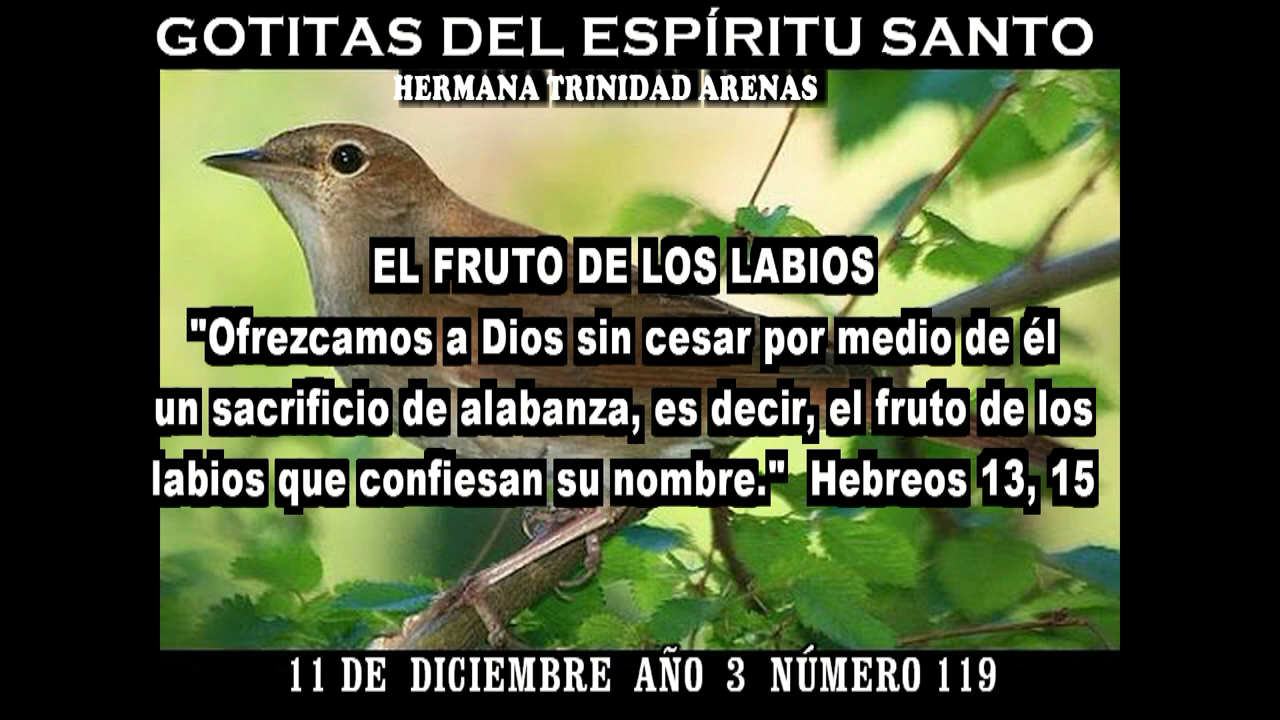 GOTITAS DEL ESPÍRITU SANTO
HERMANA TRINIDAD ARENAS
EL FRUTO DE LOS LABIOS
"Ofrezcamos a Dios sin cesar por medio de él
un sacrificio de alabanza, es decir, el fruto de los
labios que confiesan su nombre." Hebreos 13, 15
11 DE DICIEMBRE AÑO 3 NÚMERO 119